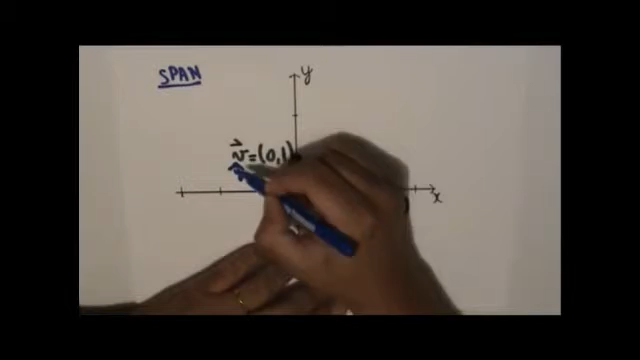 SPAN
y
v⃗=(0,1)
x